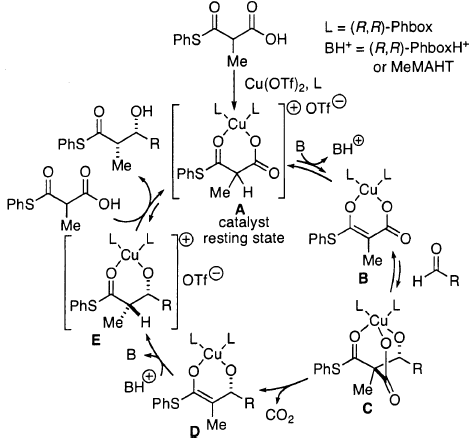 O O
PhS OH
Me
L = (R,R)-Phbox
BH+ = (R,R)-PhboxH+
or MeMAHT
Cu(OTf)2, L
O OH
PhS R
Me
L L
Cu
O O
PhS O
Me H
⊕ OTf⊖
A
catalyst
resting state
B BH⊕
O O
PhS OH
Me
L L
Cu
O O
PhS O
Me
B
O
H R
L L
Cu
O O
PhS R
Me H
⊕
OTf⊖
E
B
BH⊕
L L
Cu
O O
PhS R
Me
D
CO2
L L
Cu
O O O
PhS R
Me O
C